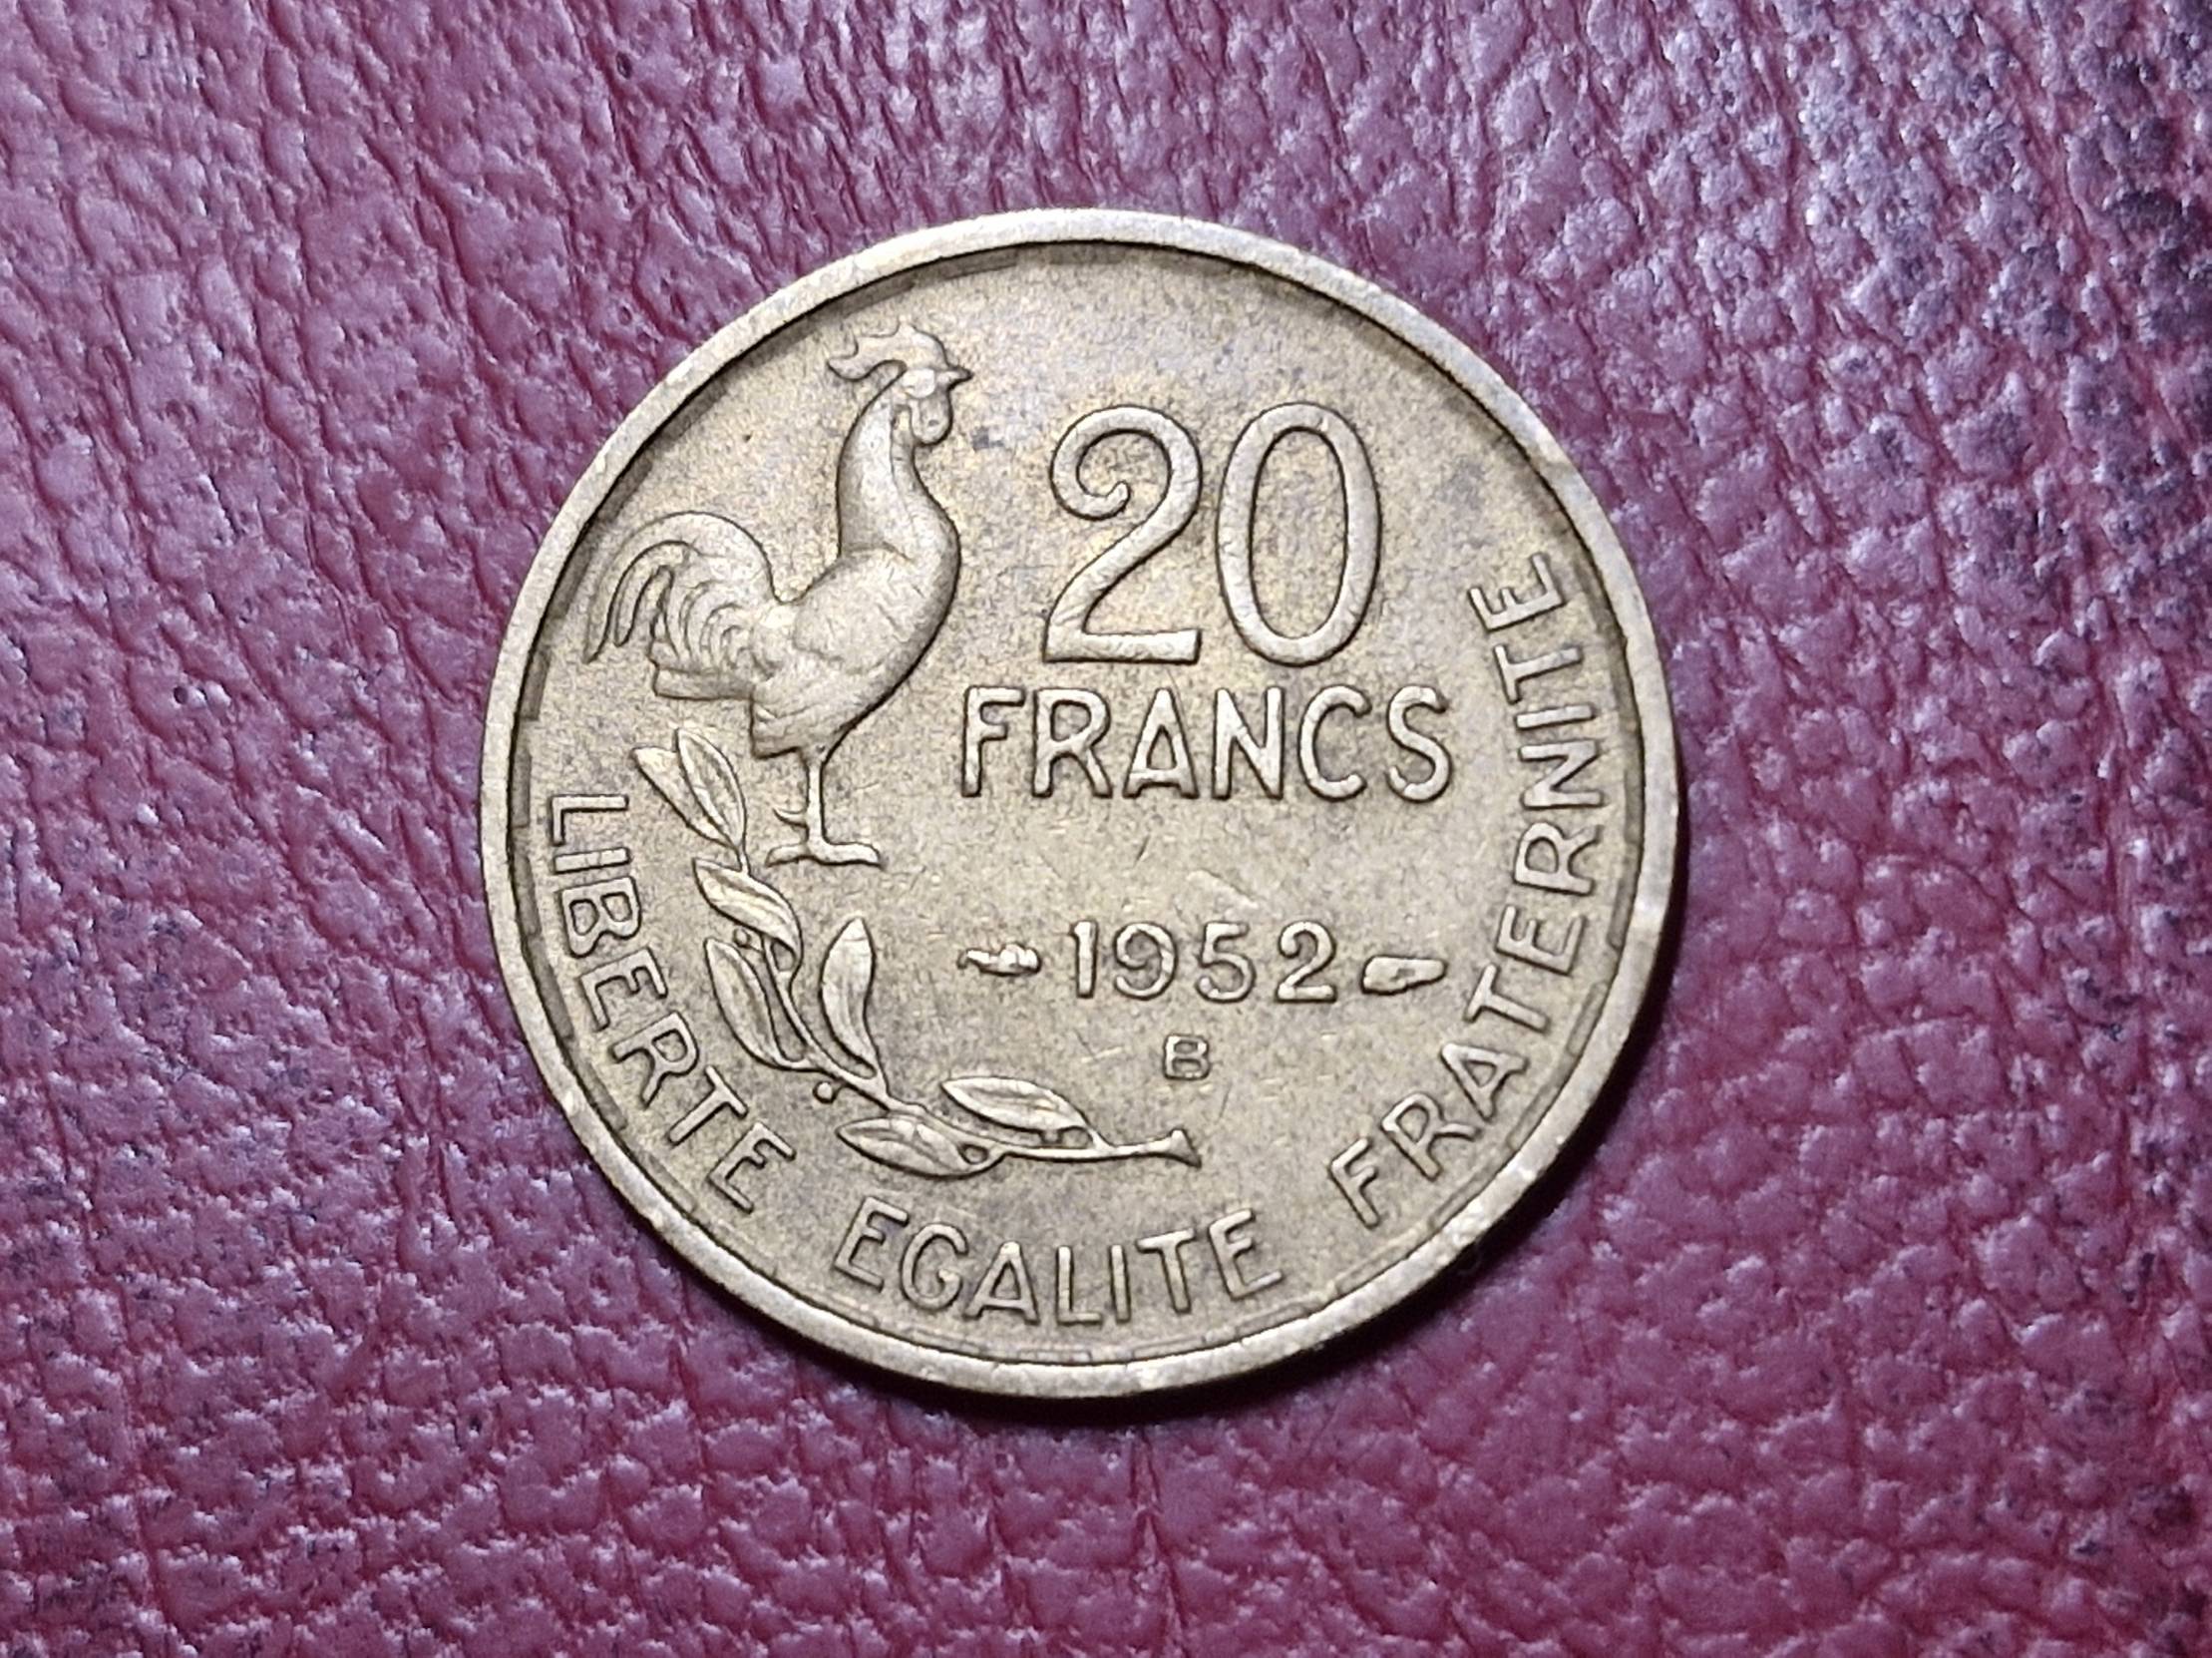 20
FRANCS
1952
B
LIBERTE EGALITE FRATERNITE